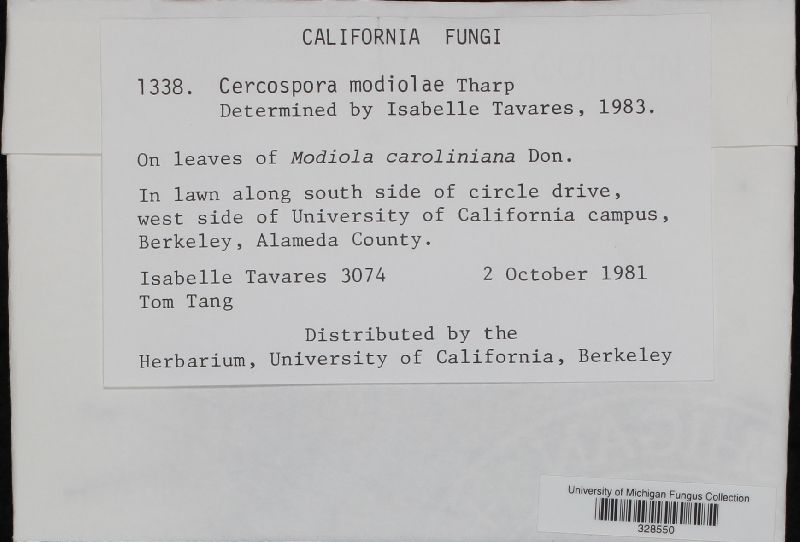 CALIFORNIA FUNGI
1338. Cercospora modiolae Tharp
Determined by Isabelle Tavares, 1983.
On leaves of Modiola caroliniana Don.
In lawn along south side of circle drive,
west side of University of California campus,
Berkeley, Alameda County.
Isabelle Tavares 3074 2 October 1981
Tom Tang
Distributed by the
Herbarium, University of California, Berkeley
University of Michigan Fungus Collection
328550